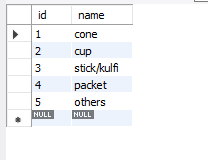 id name
1 cone
2 cup
3 stick/kulfi
4 packet
5 others
NULL NULL